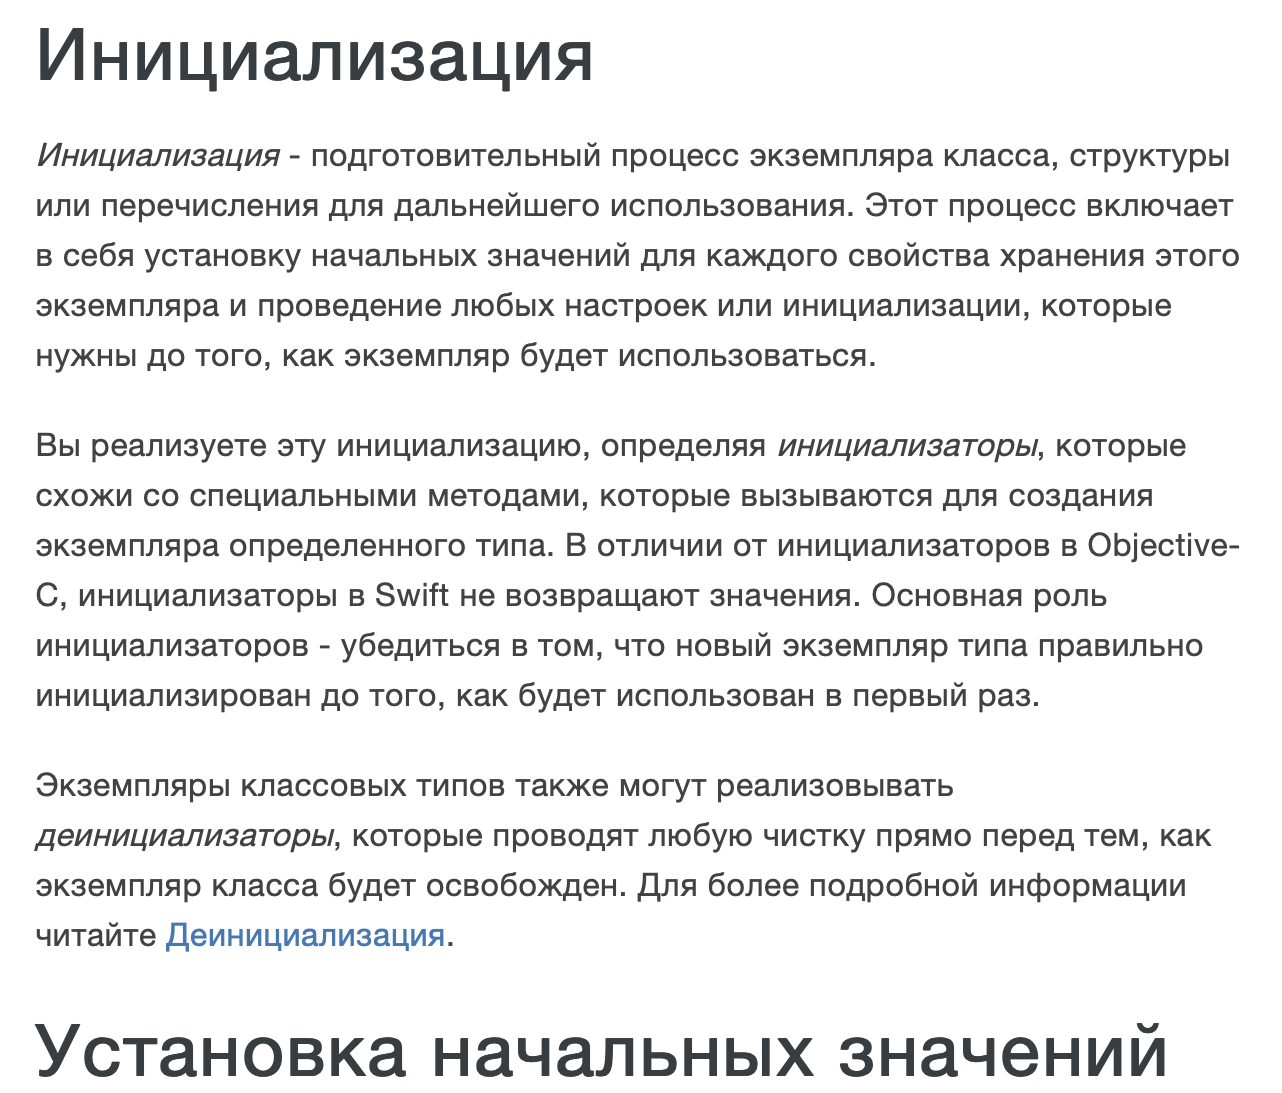 Инициализация
Инициализация - подготовительный процесс экземпляра класса, структуры
или перечисления для дальнейшего использования. Этот процесс включает
в себя установку начальных значений для каждого свойства хранения этого
экземпляра и проведение любых настроек или инициализации, которые
нужны до того, как экземпляр будет использоваться.
Вы реализуете эту инициализацию, определяя инициализаторы, которые
схожи со специальными методами, которые вызываются для создания
экземпляра определенного типа. В отличии от инициализаторов в Objective-
C, инициализаторы в Swift не возвращают значения. Основная роль
инициализаторов - убедиться в том, что новый экземпляр типа правильно
инициализирован до того, как будет использован в первый раз.
Экземпляры классовых типов также могут реализовывать
деинициализаторы, которые проводят любую чистку прямо перед тем, как
экземпляр класса будет освобожден. Для более подробной информации
читайте Деинициализация.
Установка начальных значений